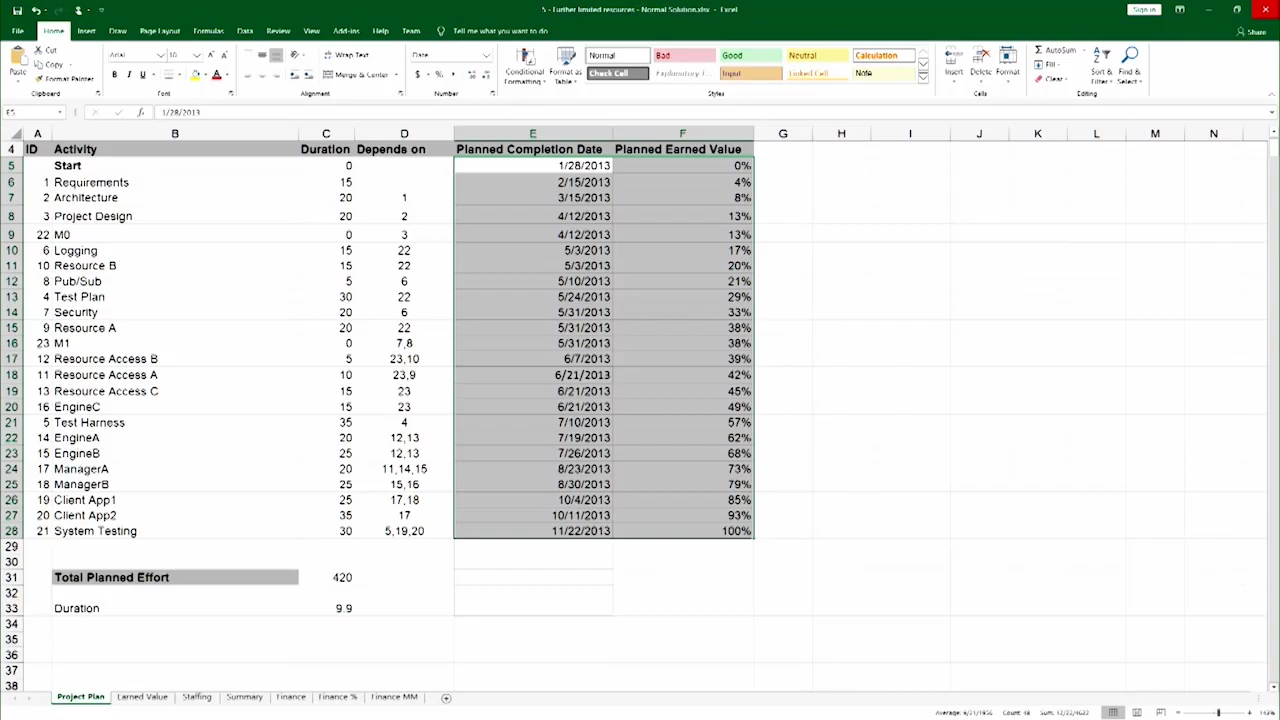 5 - Further limited resources - Normal Solution.xlsx - Excel
Sign in
File Home Insert Draw Page Layout Formulas Data Review View Add-ins Help Team Tell me what you want to do Share
Paste Cut Copy Format Painter
Arial 10
B I U
Wrap Text
Merge & Center
Date
Conditional Formatting Format as Table
Normal Bad Good Neutral Calculation
Check Cell Explanatory T... Input Linked Cell Note
Insert Delete Format
AutoSum Fill Clear
Sort & Filter Find & Select
Clipboard Font Alignment Number Styles Cells Editing
E5 fx 1/28/2013
A B C D E F G H I J K L M N
4 ID Activity Duration Depends on Planned Completion Date Planned Earned Value
5 Start 0 1/28/2013 0%
6 1 Requirements 15 2/15/2013 4%
7 2 Architecture 20 1 3/15/2013 8%
8 3 Project Design 20 2 4/12/2013 13%
9 22 M0 0 3 4/12/2013 13%
10 6 Logging 15 22 5/3/2013 17%
11 10 Resource B 15 22 5/3/2013 20%
12 8 Pub/Sub 5 6 5/10/2013 21%
13 4 Test Plan 30 22 5/24/2013 29%
14 7 Security 20 6 5/31/2013 33%
15 9 Resource A 20 22 5/31/2013 38%
16 23 M1 0 7,8 5/31/2013 38%
17 12 Resource Access B 5 23,10 6/7/2013 39%
18 11 Resource Access A 10 23,9 6/21/2013 42%
19 13 Resource Access C 15 23 6/21/2013 45%
20 16 EngineC 15 23 6/21/2013 49%
21 5 Test Harness 35 4 7/10/2013 57%
22 14 EngineA 20 12,13 7/19/2013 62%
23 15 EngineB 25 12,13 7/26/2013 68%
24 17 ManagerA 20 11,14,15 8/23/2013 73%
25 18 ManagerB 25 15,16 8/30/2013 79%
26 19 Client App1 25 17,18 10/4/2013 85%
27 20 Client App2 35 17 10/11/2013 93%
28 21 System Testing 30 5,19,20 11/22/2013 100%
29
30
31 Total Planned Effort 420
32
33 Duration 9.9
34
35
36
37
38
Project Plan Earned Value Staffing Summary Finance Finance % Finance MM
Average: 9/21/1956 Count: 48 Sum: 12/22/4622